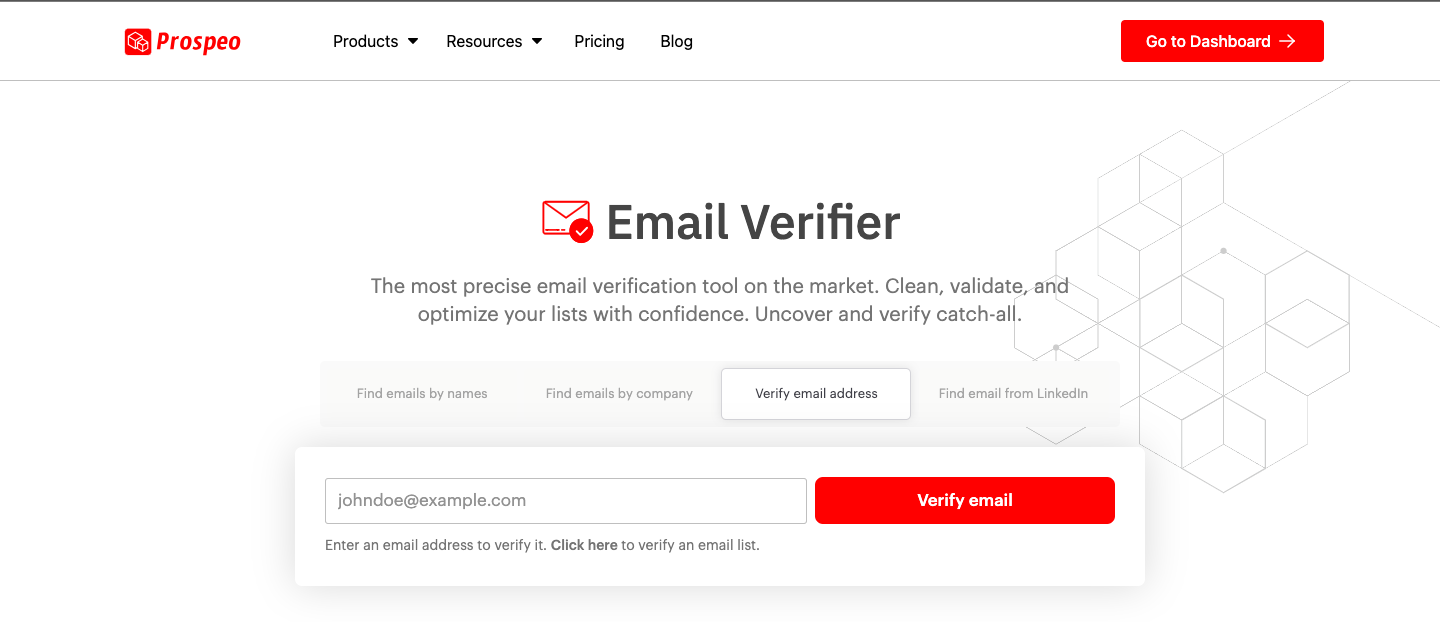 Prospeo
Products
Resources
Pricing
Blog
Go to Dashboard
Email Verifier
The most precise email verification tool on the market. Clean, validate, and
optimize your lists with confidence. Uncover and verify catch-all.
Find emails by names
Find emails by company
Verify email address
Find email from LinkedIn
johndoe@example.com
Verify email
Enter an email address to verify it. Click here to verify an email list.